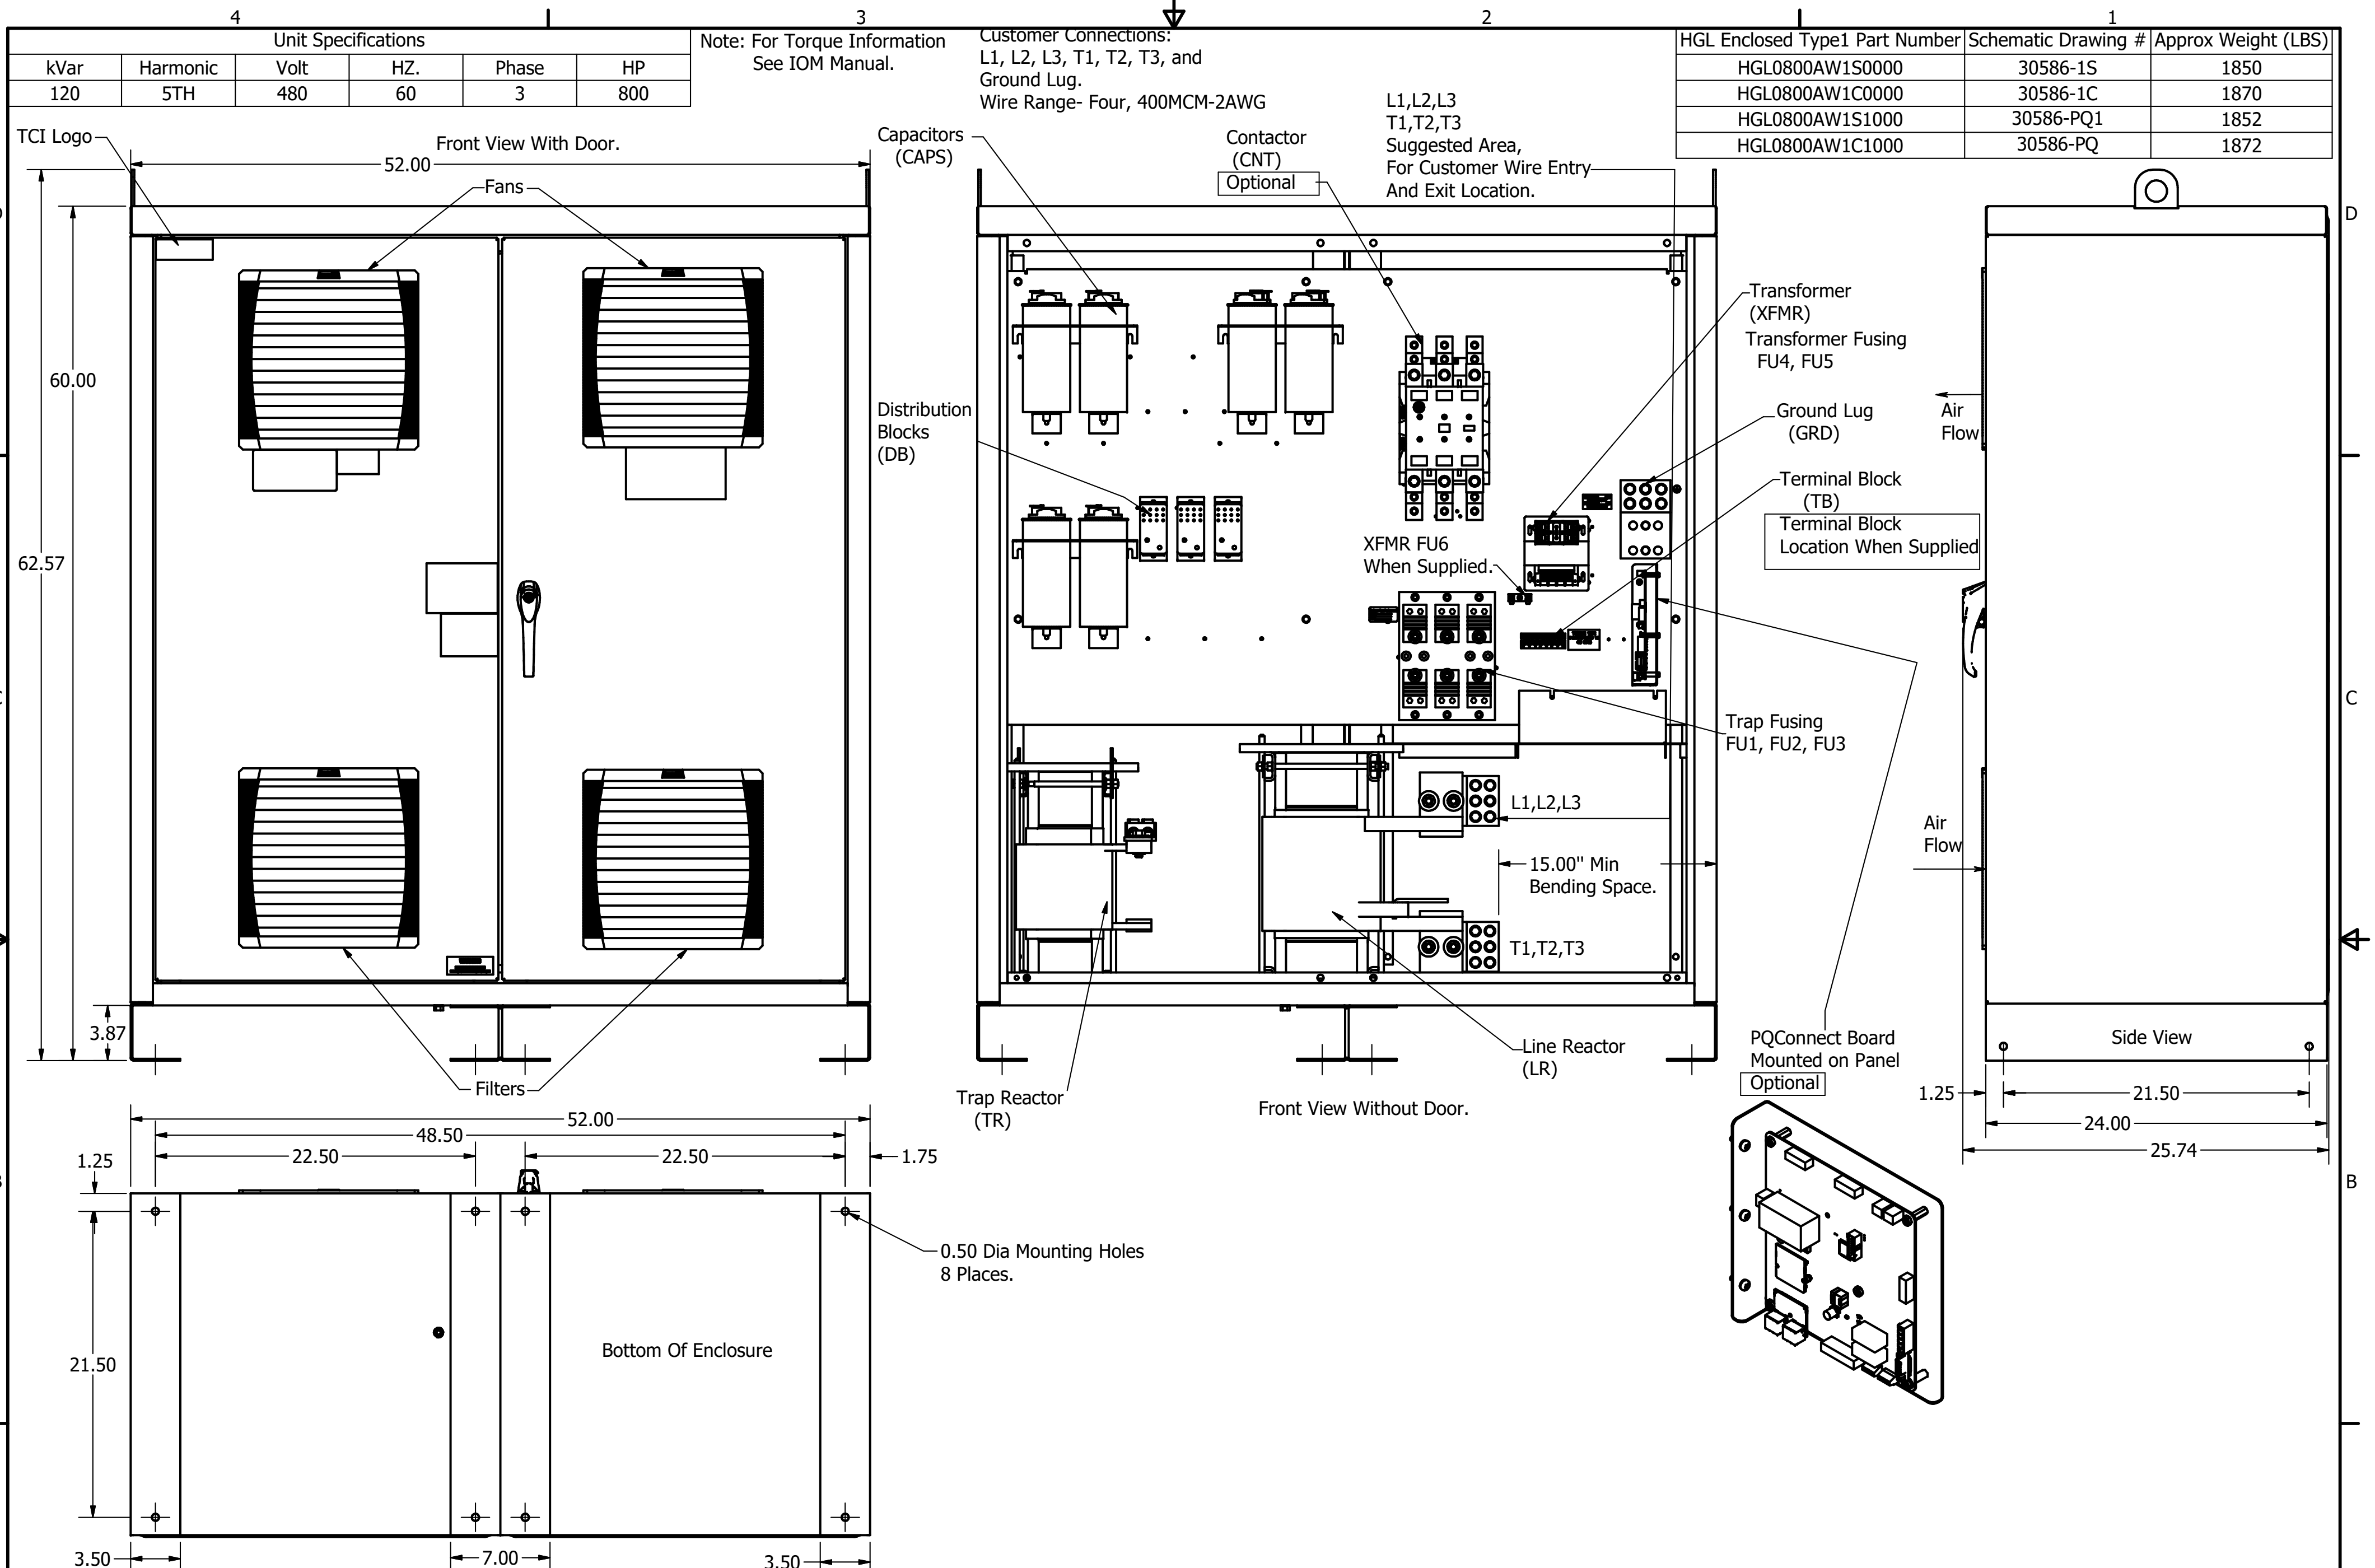 4
3
2
1
Unit Specifications
kVar Harmonic Volt HZ. Phase HP
120 5TH 480 60 3 800
Note: For Torque Information
See IOM Manual.
Customer Connections:
L1, L2, L3, T1, T2, T3, and
Ground Lug.
Wire Range- Four, 400MCM-2AWG
HGL Enclosed Type1 Part Number Schematic Drawing # Approx Weight (LBS)
HGL0800AW1S0000 30586-1S 1850
HGL0800AW1C0000 30586-1C 1870
HGL0800AW1S1000 30586-PQ1 1852
HGL0800AW1C1000 30586-PQ 1872
TCI Logo
Front View With Door.
52.00
Fans
60.00
62.57
3.87
Filters
Capacitors
(CAPS)
Contactor
(CNT)
Optional
L1,L2,L3
T1,T2,T3
Suggested Area,
For Customer Wire Entry
And Exit Location.
Distribution
Blocks
(DB)
Transformer
(XFMR)
Transformer Fusing
FU4, FU5
Ground Lug
(GRD)
Terminal Block
(TB)
Terminal Block
Location When Supplied
XFMR FU6
When Supplied.
Trap Fusing
FU1, FU2, FU3
L1,L2,L3
15.00" Min
Bending Space.
T1,T2,T3
Line Reactor
(LR)
Trap Reactor
(TR)
Front View Without Door.
PQConnect Board
Mounted on Panel
Optional
Air
Flow
Air
Flow
Side View
1.25
21.50
24.00
25.74
D
C
B
52.00
48.50
22.50
22.50
1.75
1.25
21.50
0.50 Dia Mounting Holes
8 Places.
Bottom Of Enclosure
3.50
7.00
3.50